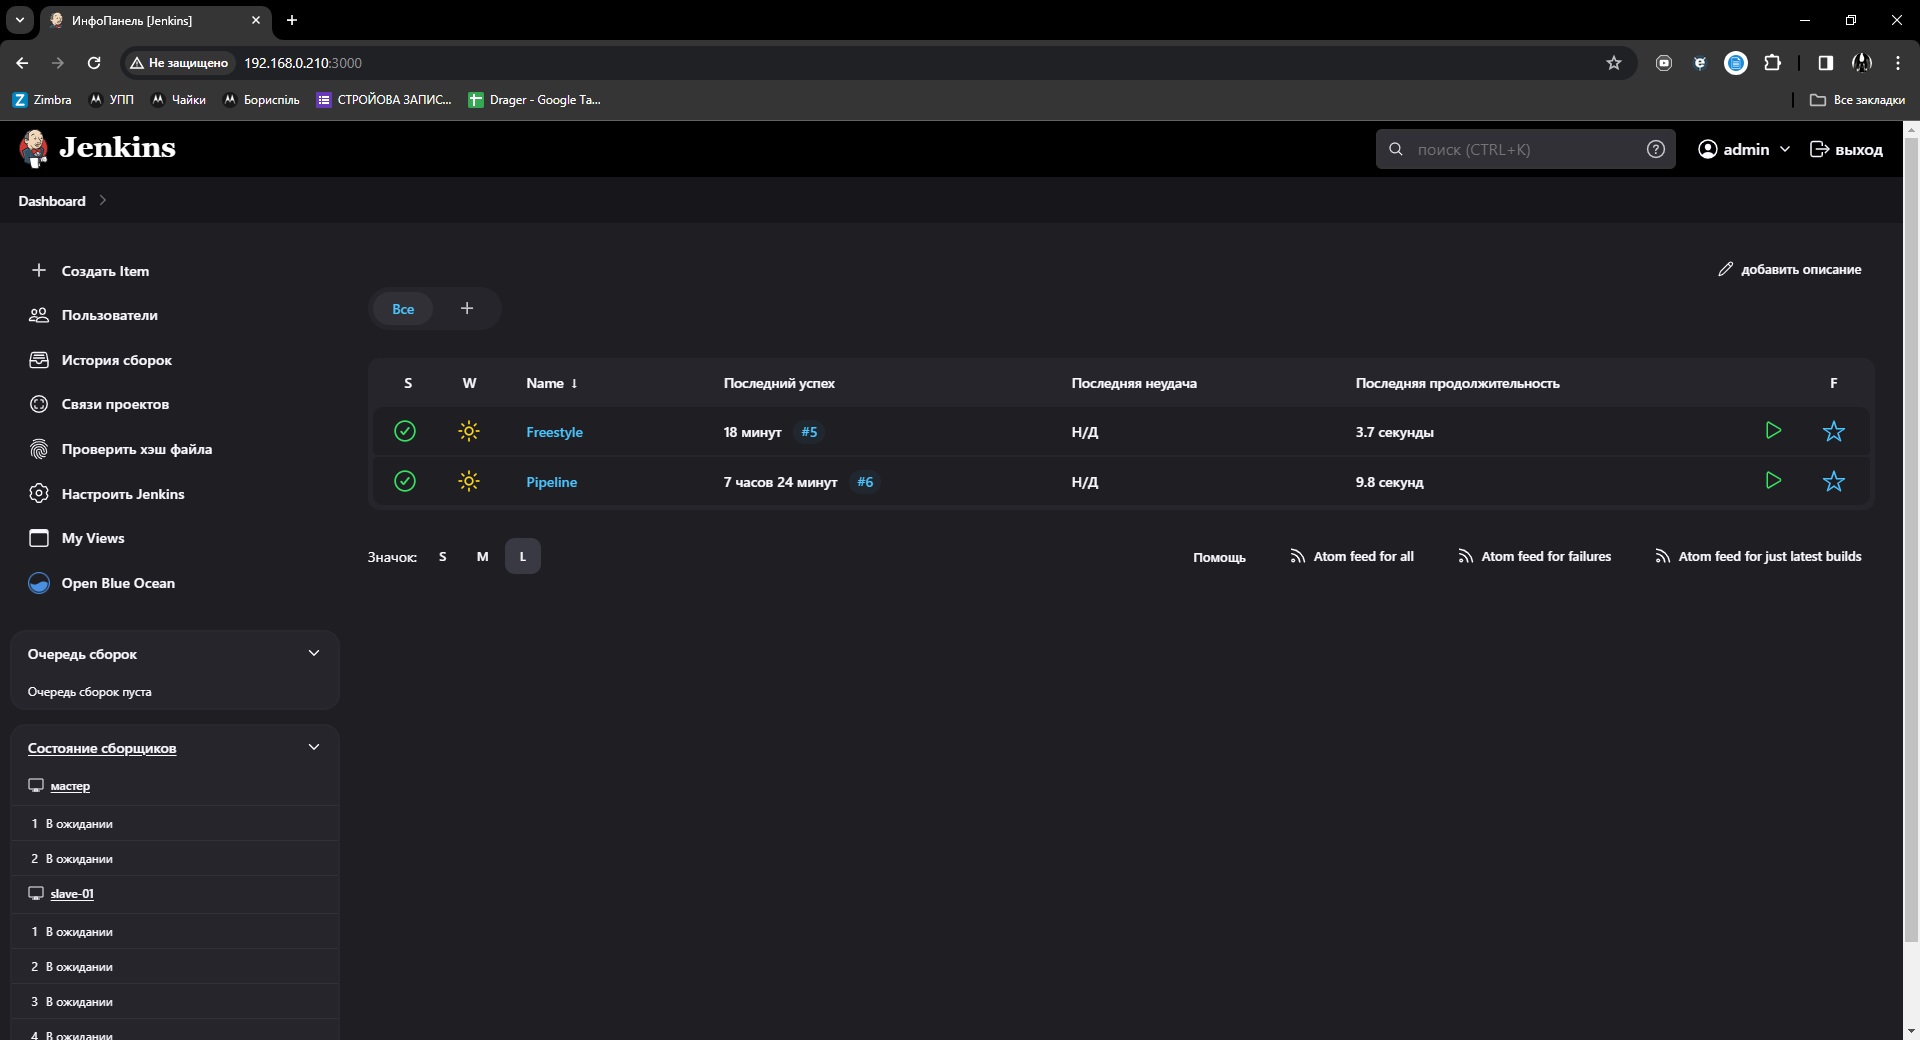 ИнфоПанель [Jenkins]
Не защищено 192.168.0.210:3000
Zimbra УПП Чайки Бориспіль СТРОЙОВА ЗАПИС... Drager - Google Ta... Все закладки
Jenkins поиск (CTRL+K) admin выход
Dashboard
Создать Item
Пользователи
История сборок
Связи проектов
Проверить хэш файла
Настроить Jenkins
My Views
Open Blue Ocean
Очередь сборок
Очередь сборок пуста
Состояние сборщиков
мастер
1 В ожидании
2 В ожидании
slave-01
1 В ожидании
2 В ожидании
3 В ожидании
4 В ожидании
добавить описание
Все +
S W Name ↓ Последний успех Последняя неудача Последняя продолжительность F
Freestyle 18 минут #5 Н/Д 3.7 секунды
Pipeline 7 часов 24 минут #6 Н/Д 9.8 секунд
Значок: S M L Помощь Atom feed for all Atom feed for failures Atom feed for just latest builds